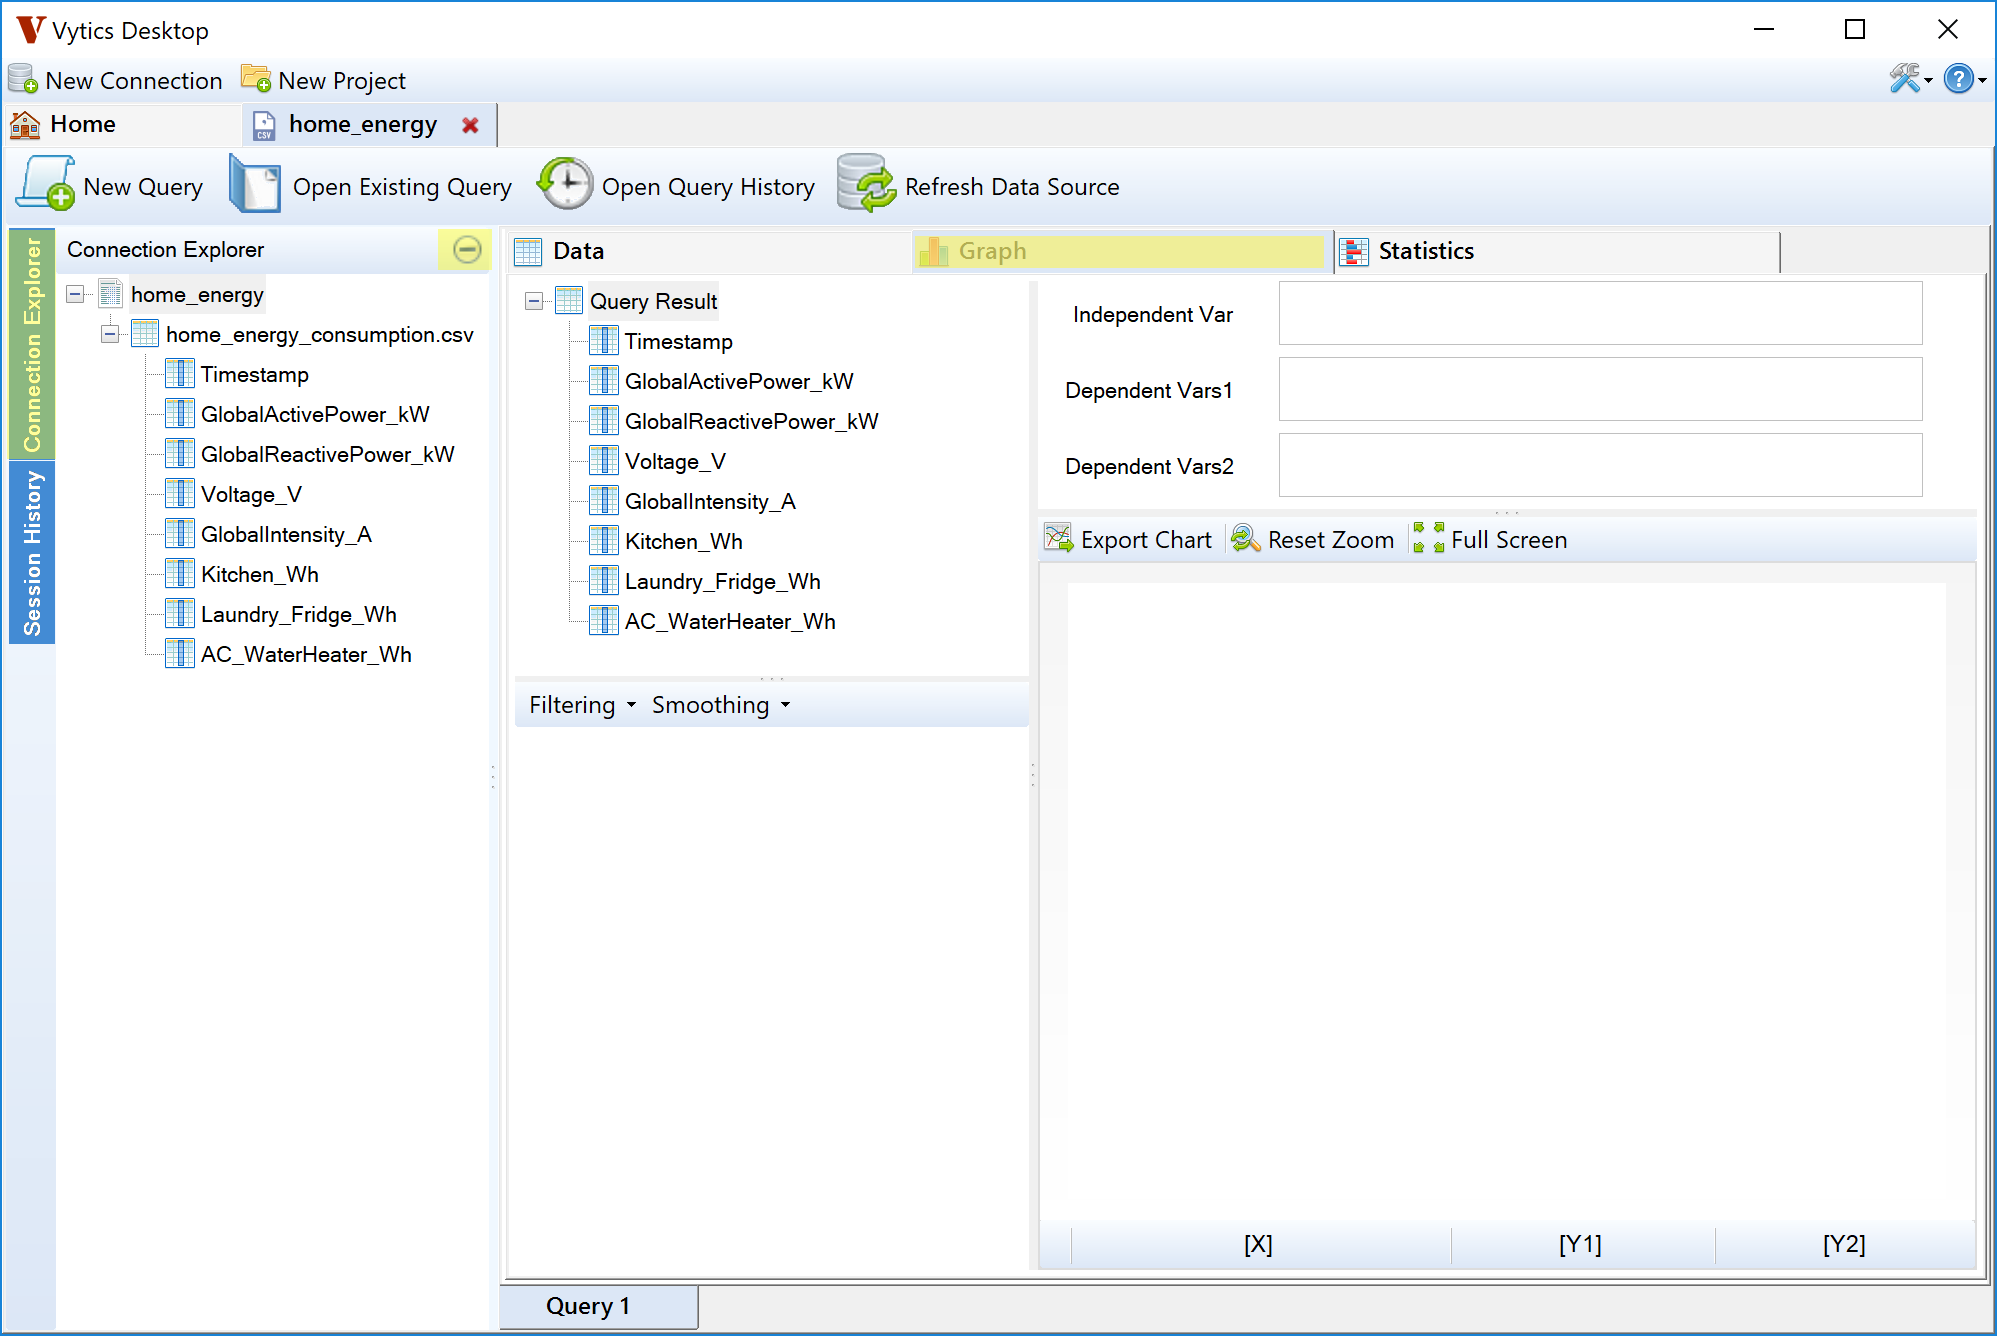 Vytics Desktop
New Connection New Project
Home home_energy
New Query Open Existing Query Open Query History Refresh Data Source
Connection Explorer
Session History
Connection Explorer
home_energy
home_energy_consumption.csv
Timestamp
GlobalActivePower_kW
GlobalReactivePower_kW
Voltage_V
GlobalIntensity_A
Kitchen_Wh
Laundry_Fridge_Wh
AC_WaterHeater_Wh
Data Graph Statistics
Query Result
Timestamp
GlobalActivePower_kW
GlobalReactivePower_kW
Voltage_V
GlobalIntensity_A
Kitchen_Wh
Laundry_Fridge_Wh
AC_WaterHeater_Wh
Filtering Smoothing
Independent Var
Dependent Vars1
Dependent Vars2
Export Chart Reset Zoom Full Screen
[X] [Y1] [Y2]
Query 1